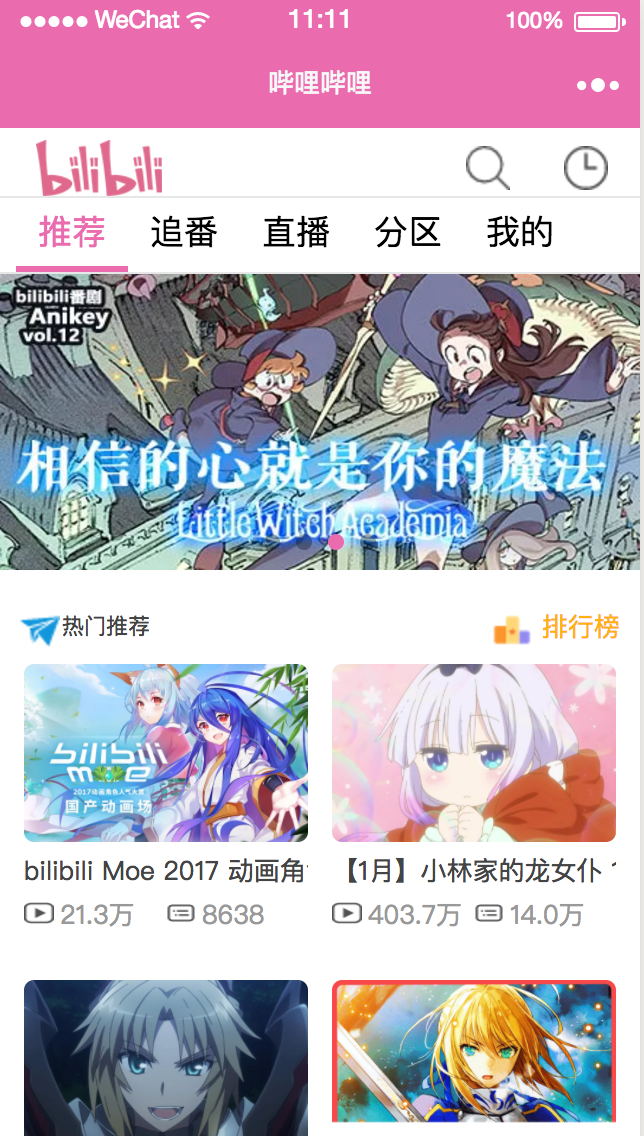 WeChat 11:11 100%
哔哩哔哩
bilibili
推荐 追番 直播 分区 我的
bilibili番剧
Anikey
vol.12
相信的心就是你的魔法
Little Witch Academia
热门推荐 排行榜
bilibili
moe
2017动画角色人气大赏
国产动画场
bilibili Moe 2017 动画角
【1月】小林家的龙女仆
21.3万 8638
403.7万 14.0万